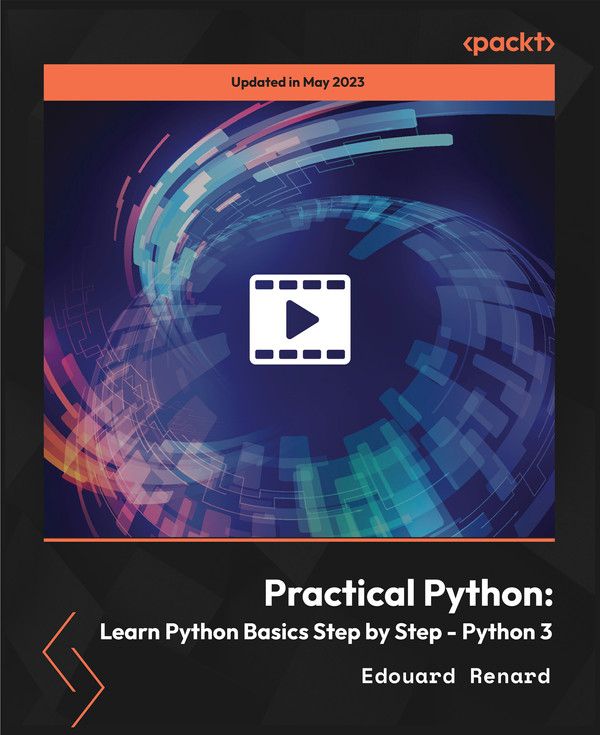 <packt>
Updated in May 2023
Practical Python:
Learn Python Basics Step by Step - Python 3
Edouard Renard